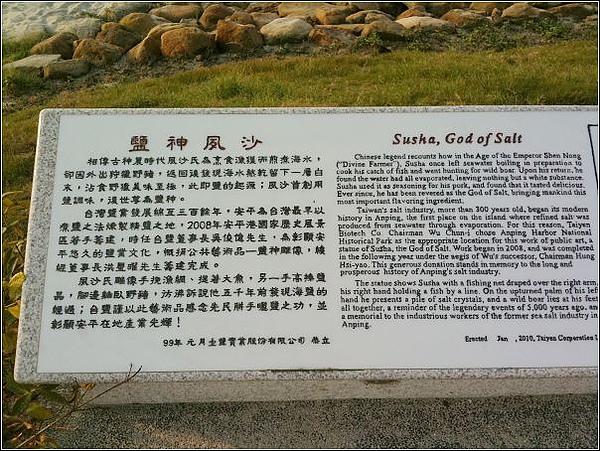 鹽神夙沙
相傳古神農時代夙沙氏為烹食漁獲而煎煮海水，
卻因外出狩獵野豬，返回後發現海水熬乾留下一層白
末，沾食野豬美味至極，此即鹽的起源；夙沙首創用
鹽調味，後世尊為鹽神。
台灣鹽業發展綿亙三百餘年，安平為台灣最早以
煮鹽之法煉製精鹽之地，2008年安平港國家歷史風景
區著手籌建，時任台鹽董事長吳俊億先生，為彰顯安
平悠久的鹽業文化，慨捐公共藝術品－鹽神雕像，續
經董事長洪璽曜先生籌建完成。
夙沙氏雕像手挽漁網、提著大魚，另一手高捧鹽
晶，腳邊軸臥野豬，彷沸訴說他五千年前發現海鹽的
經過；台鹽謹以此藝術品感念先民胼手曬鹽之功，並
彰顯安平在地產業光輝！
99年 元月 臺鹽實業股份有限公司 恭立
Susha, God of Salt
Chinese legend recounts how in the Age of the Emperor Shen Nong
("Divine Farmer"), Susha once left seawater boiling in preparation to
cook his catch of fish and went hunting for wild boar. Upon his return, he
found the water had all evaporated, leaving nothing but a white substance.
Susha used it as seasoning for his pork, and found that it tasted delicious.
Ever since, he has been revered as the God of Salt, bringing mankind this
most important flavoring ingredient.
Taiwan's salt industry, more than 300 years old, began its modern
history in Anping, the first place on the island where refined salt was
produced from seawater through evaporation. For this reason, Taiyen
Biotech Co. Chairman Wu Chun-i chose Anping Harbor National
Historical Park as the appropriate location for this work of public art, a
statue of Susha, the God of Salt. Work began in 2008, and was completed
in the following year under the aegis of Wu's successor, Chairman Hung
Hsi-yao. This generous donation stands in memory to the long and
prosperous history of Anping's salt industry.
The statue shows Susha with a fishing net draped over the right arm,
his right hand holding a fish by a line. On the upturned palm of his left
hand he presents a pile of salt crystals, and a wild boar lies at his feet
all together, a reminder of the legendary events of 5,000 years ago, an
a memorial to the industrious workers of the former sea salt industry in
Anping.
Erected Jan , 2010, Taiyen Corporation